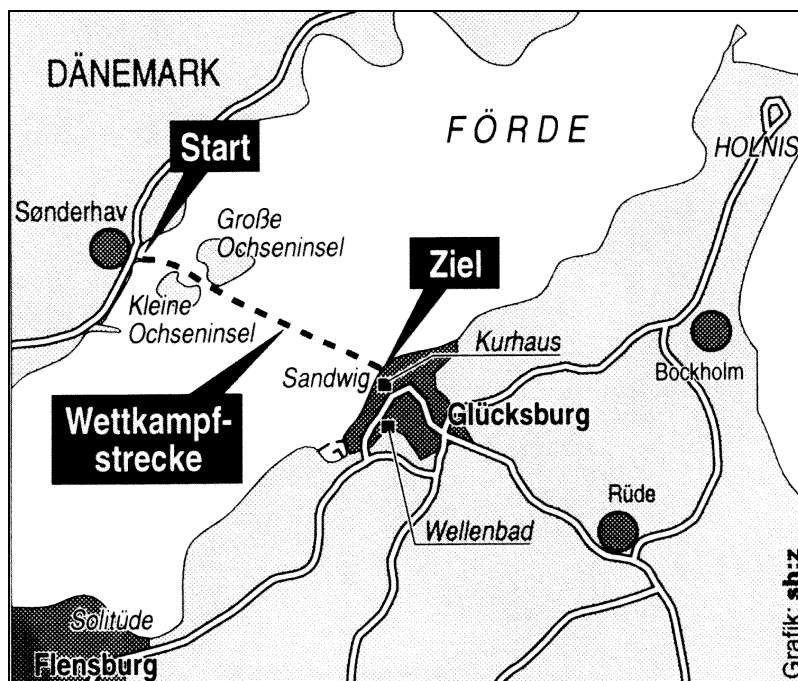 DÄNEMARK
FÖRDE
Start
HOLNIS
Sønderhav
Große
Ochseninsel
Ziel
Kleine
Ochseninsel
Kurhaus
Sandwig
Bockholm
Wettkampf-
strecke
Glücksburg
Rüde
Wellenbad
Solitüde
Flensburg
Grafik: sh:z